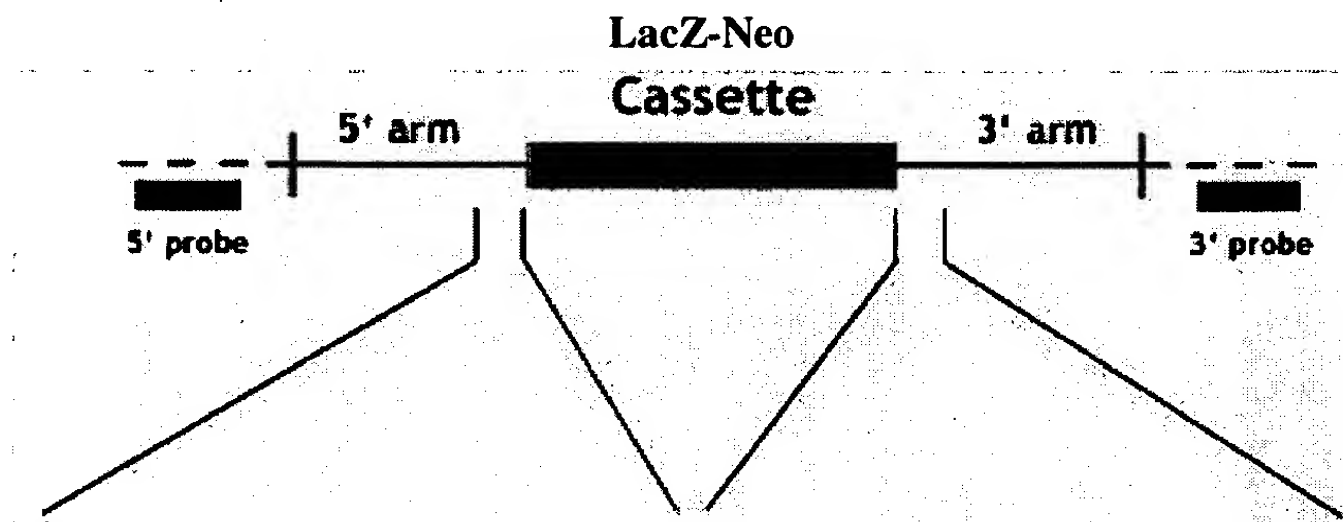 LacZ-Neo
Cassette
5' arm
3' arm
5' probe
3' probe